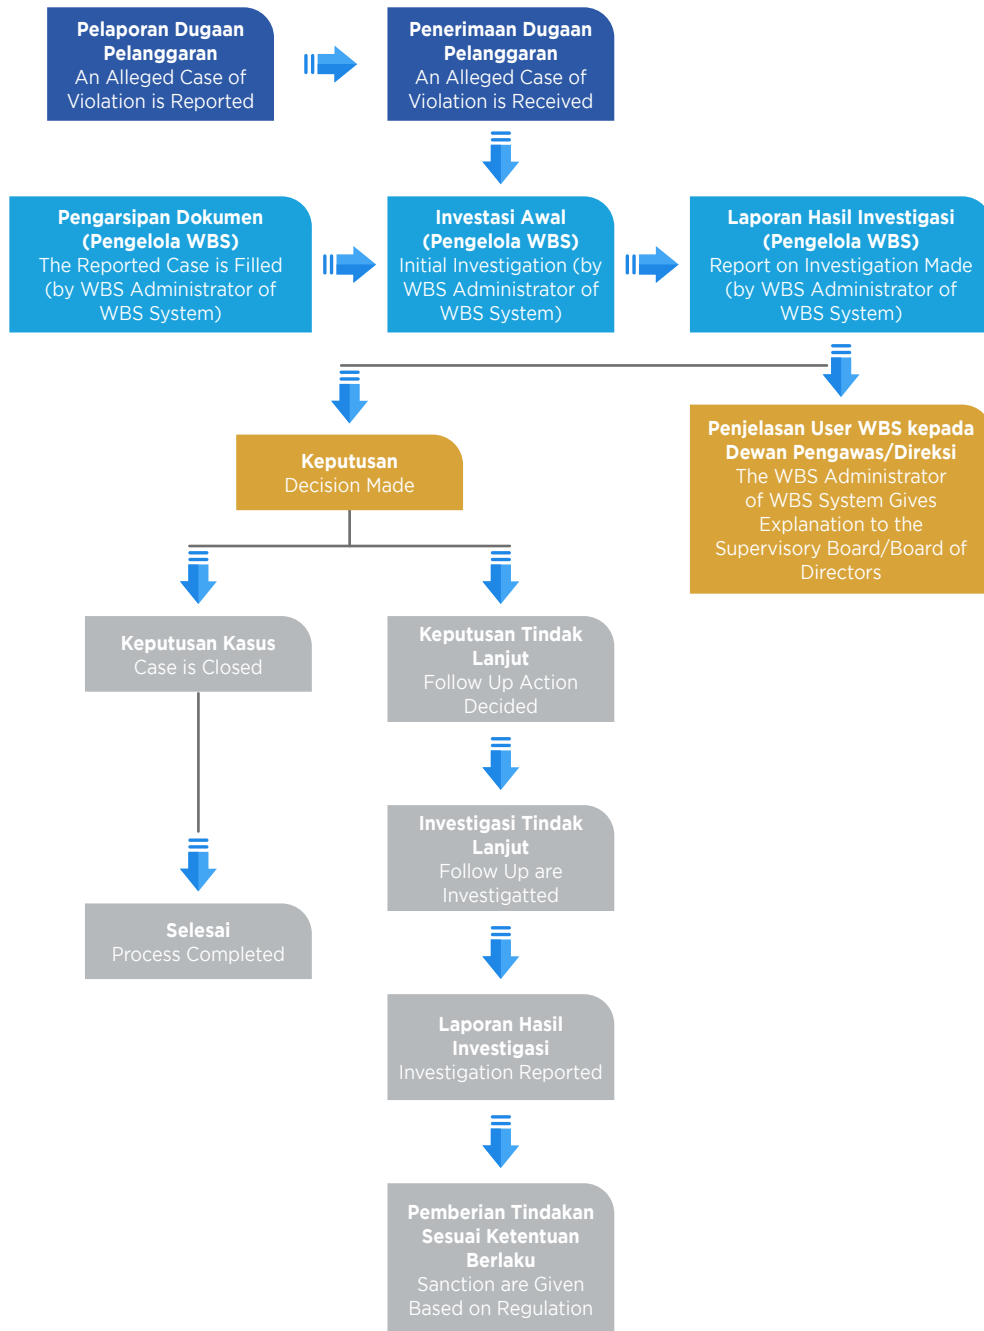 Pelaporan Dugaan
Pelanggaran
An Alleged Case of
Violation is Reported
Penerimaan Dugaan
Pelanggaran
An Alleged Case of
Violation is Received
Pengarsipan Dokumen
(Pengelola WBS)
The Reported Case is Filled
(by WBS Administrator of
WBS System)
Investasi Awal
(Pengelola WBS)
Initial Investigation (by
WBS Administrator of
WBS System)
Laporan Hasil Investigasi
(Pengelola WBS)
Report on Investigation Made
(by WBS Administrator of
WBS System)
Keputusan
Decision Made
Penjelasan User WBS kepada
Dewan Pengawas/Direksi
The WBS Administrator
of WBS System Gives
Explanation to the
Supervisory Board/Board of
Directors
Keputusan Kasus
Case is Closed
Keputusan Tindak
Lanjut
Follow Up Action
Decided
Investigasi Tindak
Lanjut
Follow Up are
Investigatted
Selesai
Process Completed
Laporan Hasil
Investigasi
Investigation Reported
Pemberian Tindakan
Sesuai Ketentuan
Berlaku
Sanction are Given
Based on Regulation